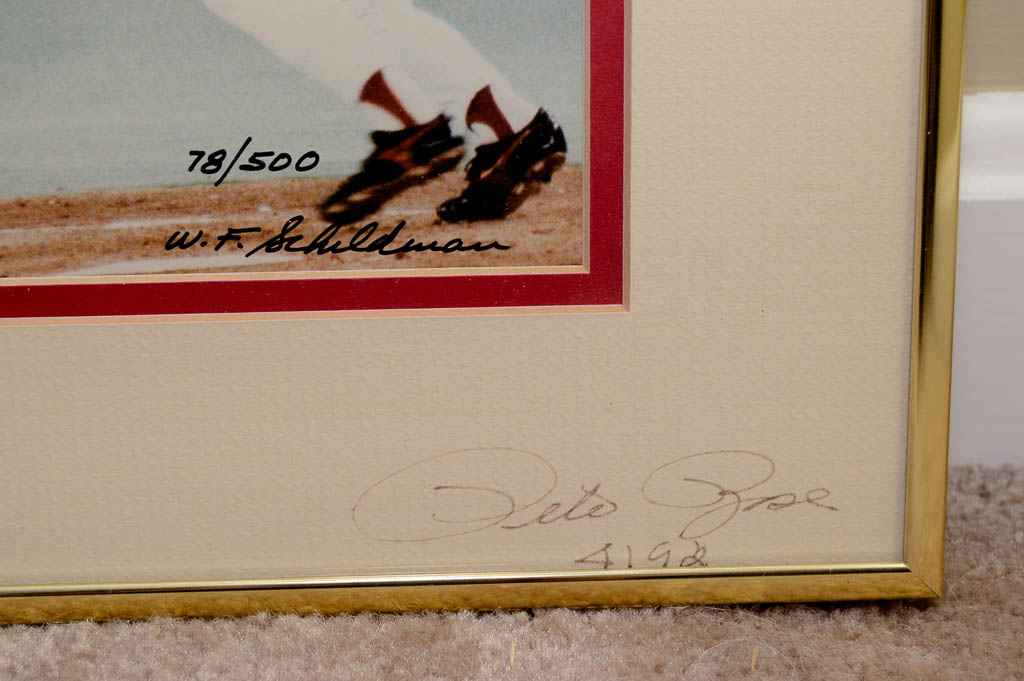 78/500
W. F. Schildman
Pete Rose
4192